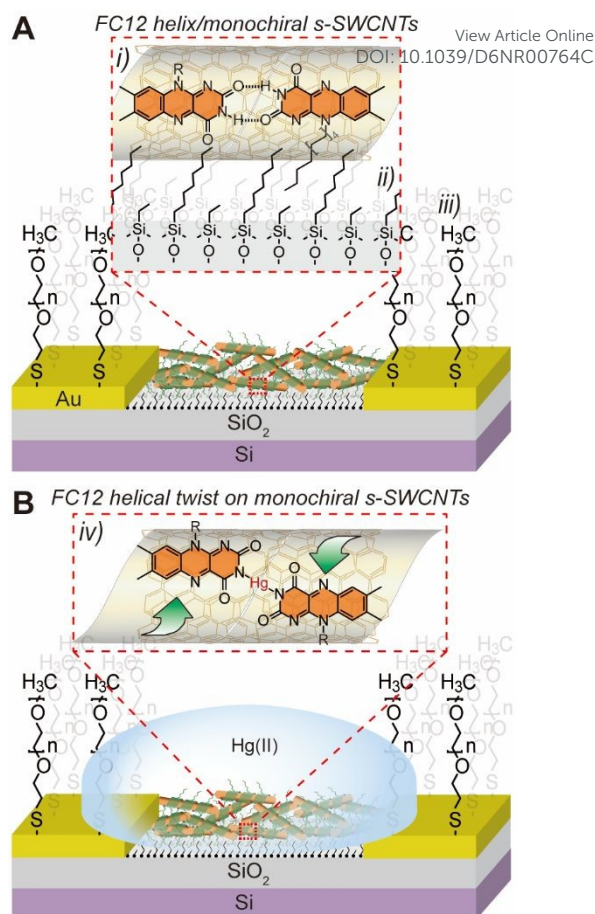 A
FC12 helix/monochiral s-SWCNTs
View Article Online
DOI: 10.1039/D6NR00764C
i)
R
N
N
O
H
N
O
N
N
O
H
O
N
N
N
4
ii)
iii)
Si Si Si Si Si Si Si Si
O O O O O O O O
H₃C
H₃C
H₃C
H₃C
O
O
O
O
n
n
n
n
O
O
O
O
S
S
S
S
Au
SiO₂
Si
B
FC12 helical twist on monochiral s-SWCNTs
iv)
R
N
N
O
N
N
O
Hg
O
N
N
N
O
N
R
H₃C
H₃C
H₃C
H₃C
O
O
O
O
n
n
n
n
O
O
O
O
Hg(II)
S
S
S
S
SiO₂
Si